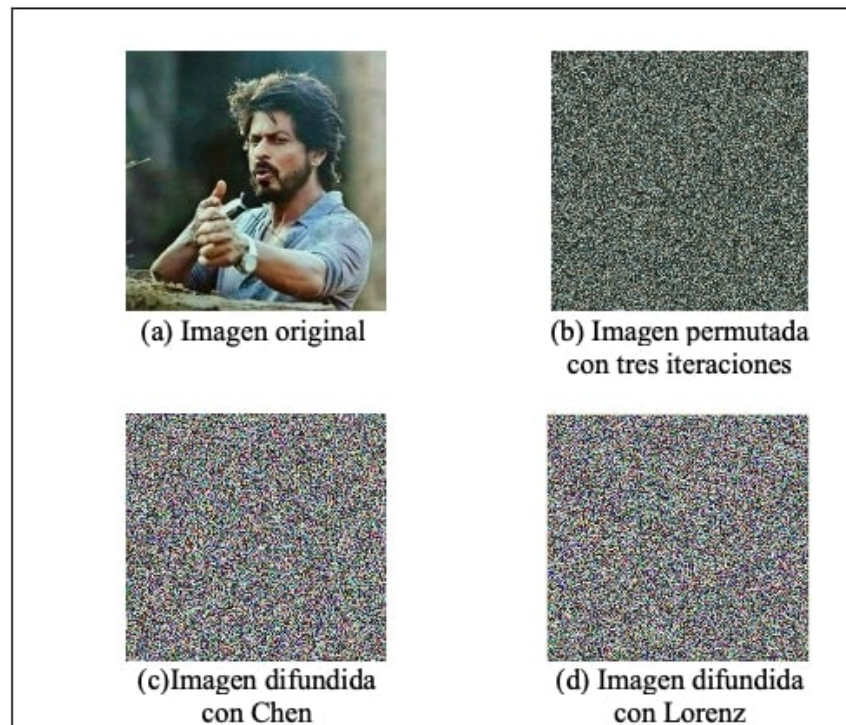 (a) Imagen original
(b) Imagen permutada
con tres iteraciones
(c)Imagen difundida
con Chen
(d) Imagen difundida
con Lorenz